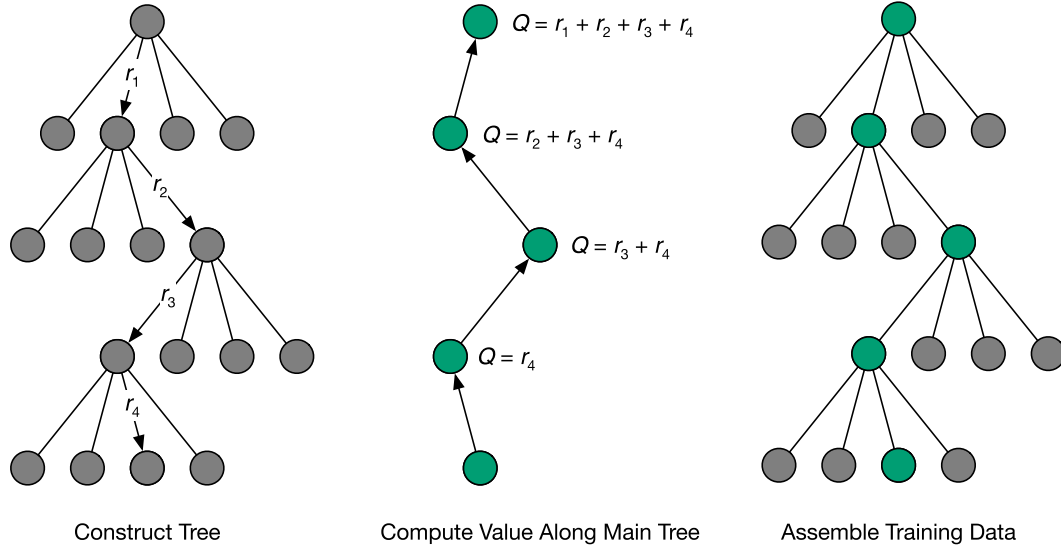 r₁
r₂
r₃
r₄
Construct Tree
Q = r₁ + r₂ + r₃ + r₄
Q = r₂ + r₃ + r₄
Q = r₃ + r₄
Q = r₄
Compute Value Along Main Tree
Assemble Training Data